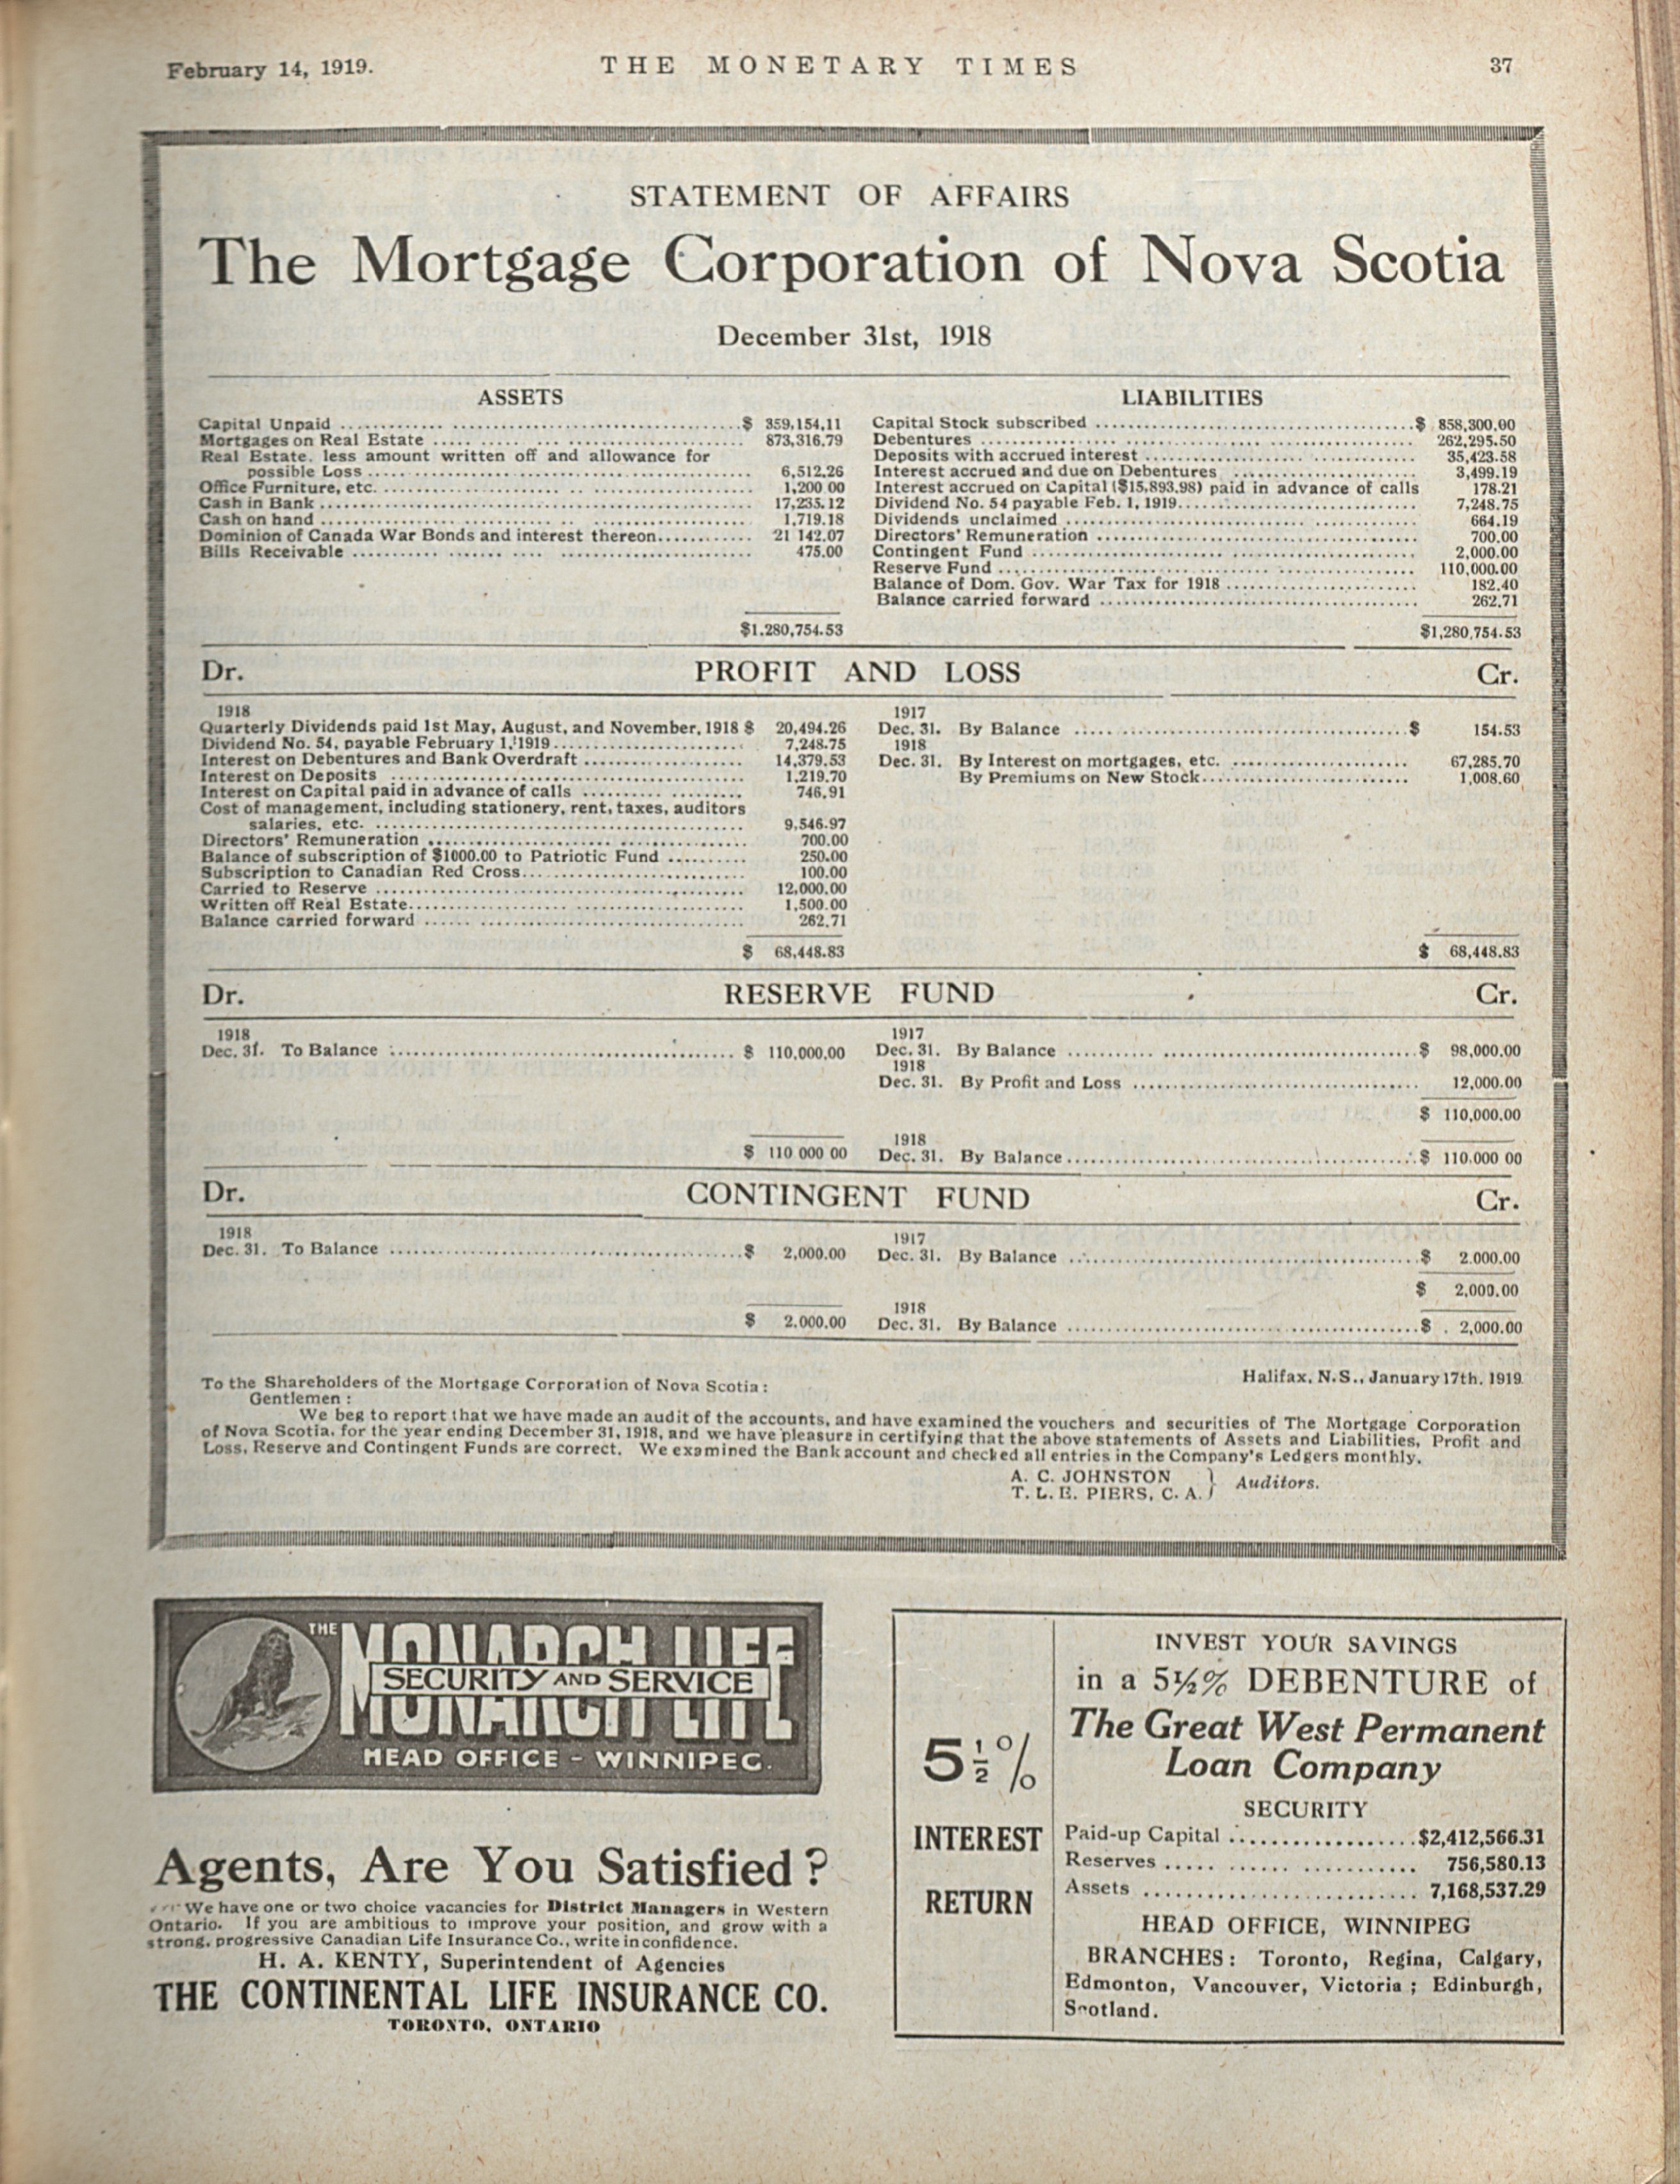 February 14, 1919.
THE MONETARY TIMES
37
STATEMENT OF AFFAIRS
The Mortgage Corporation of Nova Scotia
December 31st, 1918
ASSETS
Capital Unpaid $ 359,154.11
Mortgages on Real Estate 873,316.79
Real Estate, less amount written off and allowance for
possible Loss 6,512.26
Office Furniture, etc. 1,200 00
Cash in Bank 17,235.12
Cash on hand 1,719.18
Dominion of Canada War Bonds and interest thereon 21 142.07
Bills Receivable 475.00
$1.280,754.53
LIABILITIES
Capital Stock subscribed $ 858,300.00
Debentures 262,295.50
Deposits with accrued interest 35,423.58
Interest accrued and due on Debentures 3,499.19
Interest accrued on Capital ($15,893.98) paid in advance of calls 178.21
Dividend No. 54 payable Feb. 1, 1919 7,248.75
Dividends unclaimed 664.19
Directors' Remuneration 700.00
Contingent Fund 2,000.00
Reserve Fund 110,000.00
Balance of Dom. Gov. War Tax for 1918 182.40
Balance carried forward 262.71
$1,280,754.53
Dr. PROFIT AND LOSS Cr.
1918
Quarterly Dividends paid 1st May, August, and November, 1918 $ 20,494.26
Dividend No. 54, payable February 1, 1919 7,248.75
Interest on Debentures and Bank Overdraft 14,379.53
Interest on Deposits 1,219.70
Interest on Capital paid in advance of calls 746.91
Cost of management, including stationery, rent, taxes, auditors
salaries, etc. 9,546.97
Directors' Remuneration 700.00
Balance of subscription of $1000.00 to Patriotic Fund 250.00
Subscription to Canadian Red Cross 100.00
Carried to Reserve 12,000.00
Written off Real Estate 1,500.00
Balance carried forward 262.71
$ 68,448.83
1917
Dec. 31. By Balance $ 154.53
1918
Dec. 31. By Interest on mortgages, etc. 67,285.70
By Premiums on New Stock 1,008.60
$ 68,448.83
Dr. RESERVE FUND Cr.
1918
Dec. 31. To Balance $ 110,000.00
$ 110 000 00
1917
Dec. 31. By Balance $ 98,000.00
1918
Dec. 31. By Profit and Loss 12,000.00
$ 110,000.00
1918
Dec. 31. By Balance $ 110.000 00
Dr. CONTINGENT FUND Cr.
1918
Dec. 31. To Balance $ 2,000.00
$ 2.000.00
1917
Dec. 31. By Balance $ 2.000.00
$ 2,000.00
1918
Dec. 31. By Balance $ 2,000.00
Halifax, N.S., January 17th, 1919.
To the Shareholders of the Mortgage Corporation of Nova Scotia:
Gentlemen:
We beg to report that we have made an audit of the accounts, and have examined the vouchers and securities of The Mortgage Corporation
of Nova Scotia, for the year ending December 31, 1918, and we have pleasure in certifying that the above statements of Assets and Liabilities, Profit and
Loss, Reserve and Contingent Funds are correct. We examined the Bank account and checked all entries in the Company's Ledgers monthly.
A. C. JOHNSTON
T. L. E. PIERS, C. A. } Auditors.
THE MONARCH LIFE
SECURITY AND SERVICE
MONARCH LIFE
HEAD OFFICE - WINNIPEG.
Agents, Are You Satisfied?
We have one or two choice vacancies for District Managers in Western
Ontario. If you are ambitious to improve your position, and grow with a
strong, progressive Canadian Life Insurance Co., write in confidence.
H. A. KENTY, Superintendent of Agencies
THE CONTINENTAL LIFE INSURANCE CO.
TORONTO, ONTARIO
5½%
INTEREST
RETURN
INVEST YOUR SAVINGS
in a 5½% DEBENTURE of
The Great West Permanent
Loan Company
SECURITY
Paid-up Capital $2,412,566.31
Reserves 756,580.13
Assets 7,168,537.29
HEAD OFFICE, WINNIPEG
BRANCHES: Toronto, Regina, Calgary,
Edmonton, Vancouver, Victoria; Edinburgh,
Scotland.